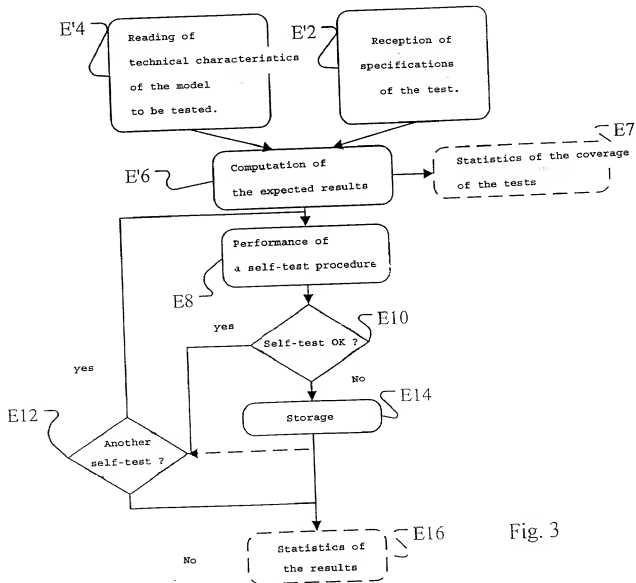 E'4
Reading of
technical characteristics
of the model
to be tested.
E'2
Reception of
specifications
of the test.
E'6
Computation of
the expected results
E7
Statistics of the coverage
of the tests
Performance of
a self-test procedure
E8
yes
Self-test OK ?
E10
No
yes
Storage
E14
E12
Another
self-test ?
Statistics of
the results
E16
No
Fig. 3